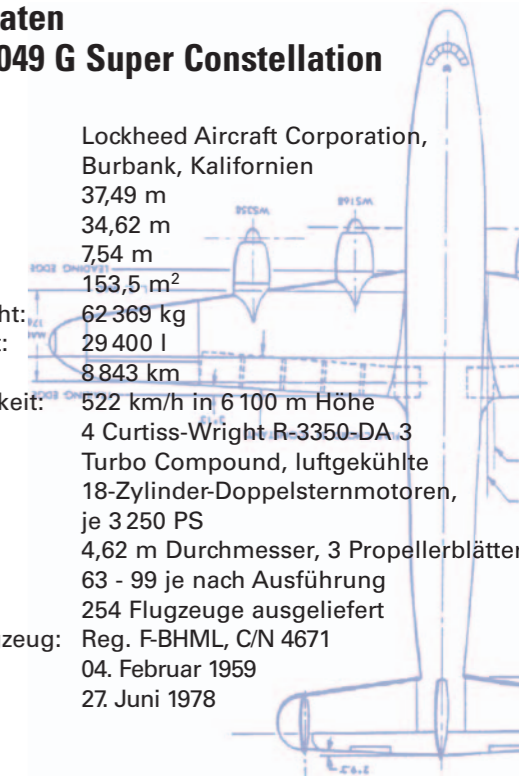 aten
049 G Super Constellation
Lockheed Aircraft Corporation,
Burbank, Kalifornien
37,49 m
34,62 m
7,54 m
153,5 m²
ht: 62 369 kg
t: 29 400 l
8 843 km
keit: 522 km/h in 6 100 m Höhe
4 Curtiss-Wright R-3350-DA 3
Turbo Compound, luftgekühlte
18-Zylinder-Doppelsternmotoren,
je 3 250 PS
4,62 m Durchmesser, 3 Propellerblätter
63 - 99 je nach Ausführung
254 Flugzeuge ausgeliefert
gzeug: Reg. F-BHML, C/N 4671
04. Februar 1959
27. Juni 1978